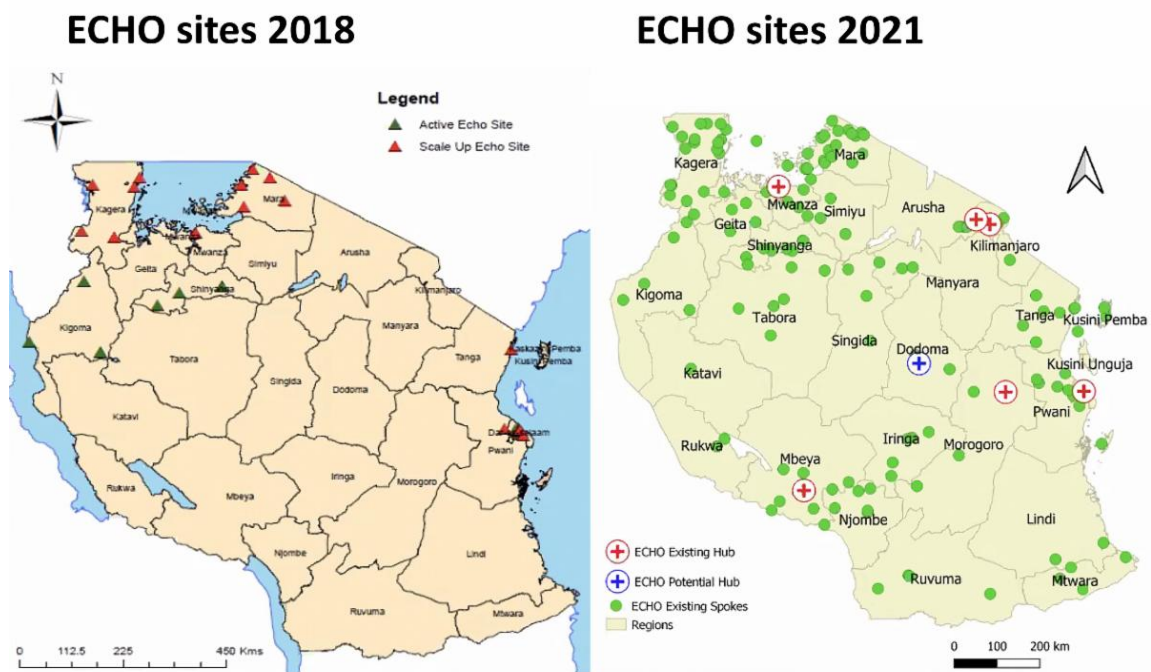 ECHO sites 2018
N
Legend
Active Echo Site
Scale Up Echo Site
Kagera
Mara
Mwanza
Geita
Simiyu
Arusha
Shinyanga
Kilimanjaro
Kigoma
Manyara
Tabora
Tanga
Kusini Pemba
Singida
Dodoma
Katavi
Pwani
Rukwa
Mbeya
Iringa
Morogoro
Njombe
Lindi
Ruvuma
Mtwara
0 112.5 225 450 Kms
ECHO sites 2021
Kagera
Mara
Mwanza
Simiyu
Arusha
Geita
Shinyanga
Kilimanjaro
Kigoma
Manyara
Tabora
Tanga
Kusini Pemba
Singida
Dodoma
Katavi
Kusini Unguja
Pwani
Rukwa
Mbeya
Iringa
Morogoro
Njombe
Lindi
Ruvuma
Mtwara
ECHO Existing Hub
ECHO Potential Hub
ECHO Existing Spokes
Regions
0 100 200 km